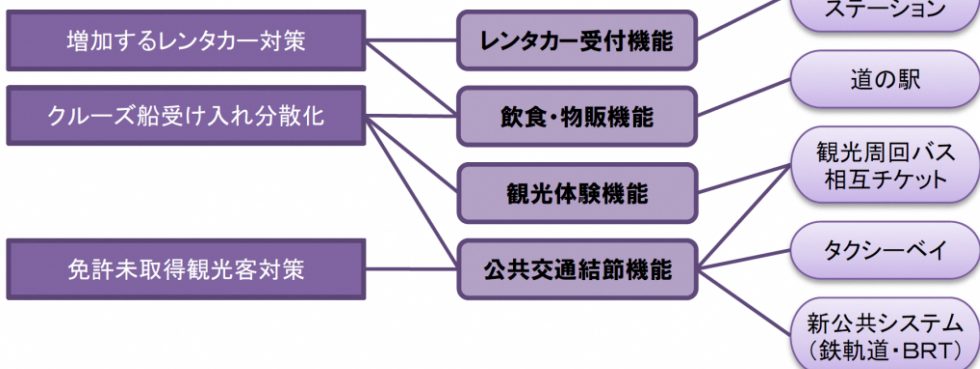 増加するレンタカー対策
クルーズ船受け入れ分散化
免許未取得観光客対策
レンタカー受付機能
飲食・物販機能
観光体験機能
公共交通結節機能
ステーション
道の駅
観光周回バス
相互チケット
タクシーベイ
新公共システム
（鉄軌道・BRT）